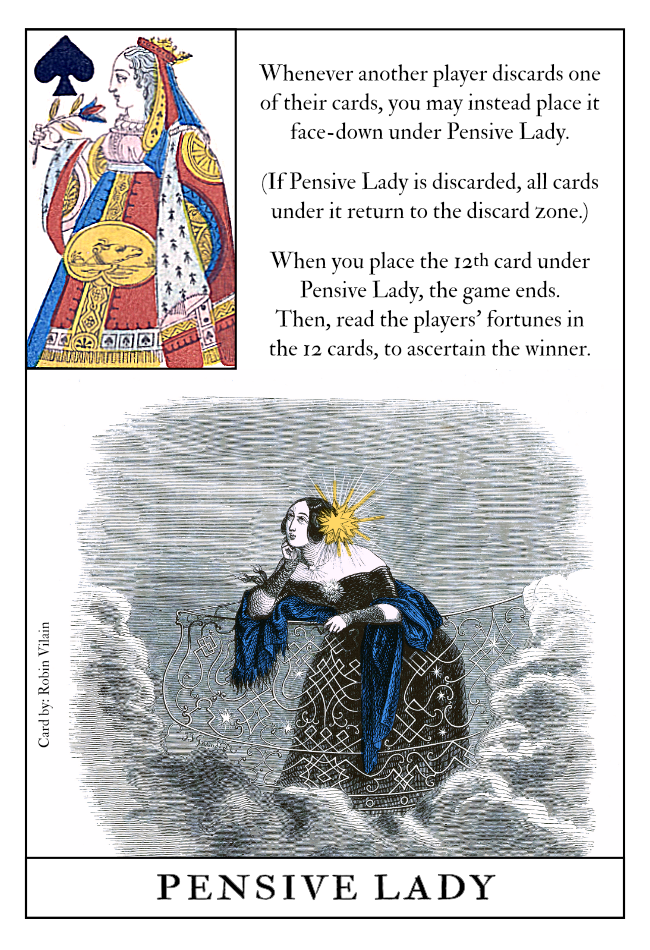 Whenever another player discards one
of their cards, you may instead place it
face-down under Pensive Lady.
(If Pensive Lady is discarded, all cards
under it return to the discard zone.)
When you place the 12th card under
Pensive Lady, the game ends.
Then, read the players’ fortunes in
the 12 cards, to ascertain the winner.
Card by: Robin Vilain
PENSIVE LADY